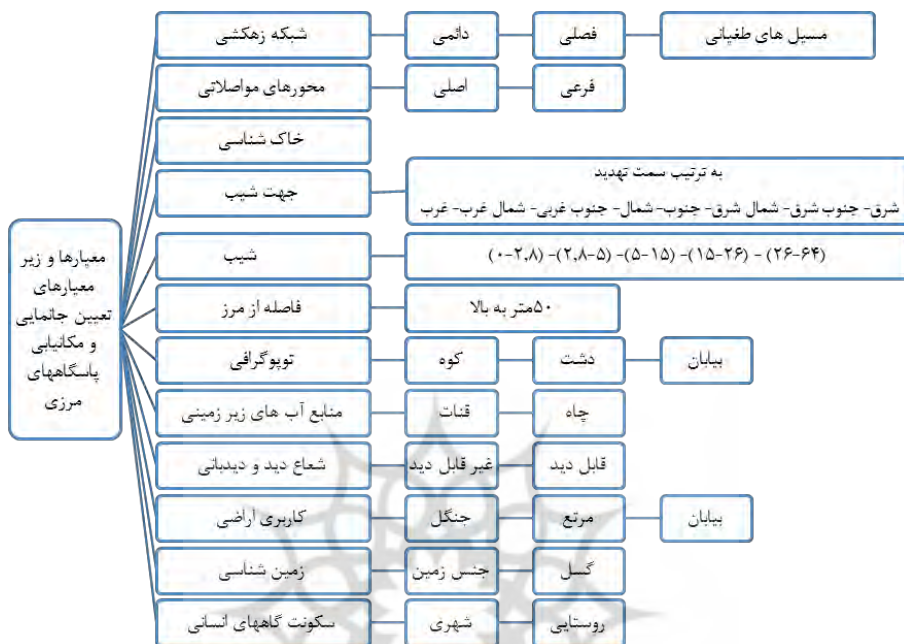 شبکه زهکشی
دائمی
فصلی
مسیل های طغیانی
محورهای مواصلاتی
اصلی
فرعی
خاک شناسی
جهت شیب
به ترتیب سمت تهدید
شرق- جنوب شرق- شمال شرق- جنوب- شمال- جنوب غربی- شمال غرب- غرب
معیارها و زیر
معیارهای
تعیین جانمایی
و مکانیابی
پاسگاههای
مرزی
شیب
(۰-۲,۸) -(۲,۸-۵) -(۵-۱۵) -(۱۵-۲۶) - (۲۶-۶۴)
فاصله از مرز
۵۰متر به بالا
توپوگرافی
کوه
دشت
بیابان
منابع آب های زیر زمینی
قنات
چاه
شعاع دید و دیدبانی
غیر قابل دید
قابل دید
کاربری اراضی
جنگل
مرتع
بیابان
زمین شناسی
جنس زمین
گسل
سکونت گاههای انسانی
شهری
روستایی